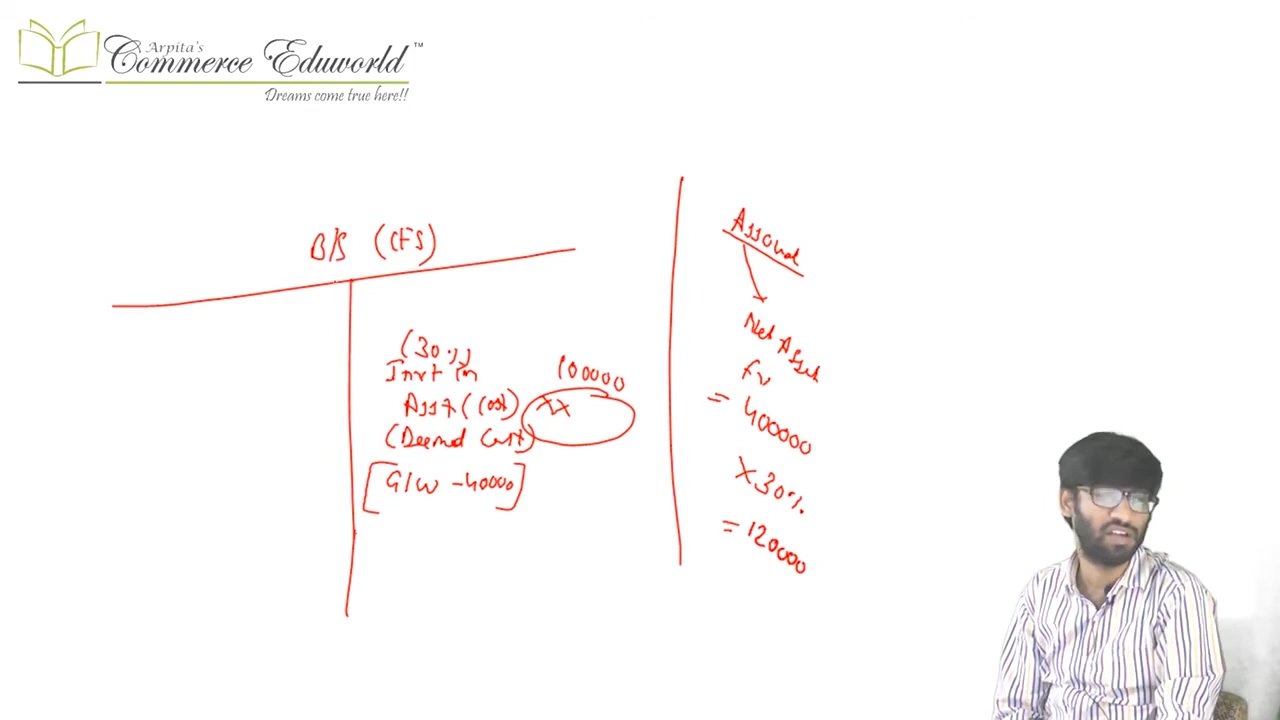 Arpita's
Commerce Eduworld™
Dreams come true here!!
B/S (CFS)
(30%)
Invt in
100000
Asst (Cost) xx
(Deemed Cost)
[G/W - 40000]
Net Asset
FV
= 400000
X 30%
= 120000